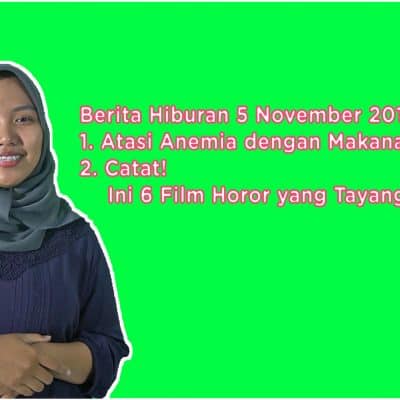 Berita Hiburan 5 November 201
1. Atasi Anemia dengan Makana
2. Catat!
Ini 6 Film Horor yang Tayang